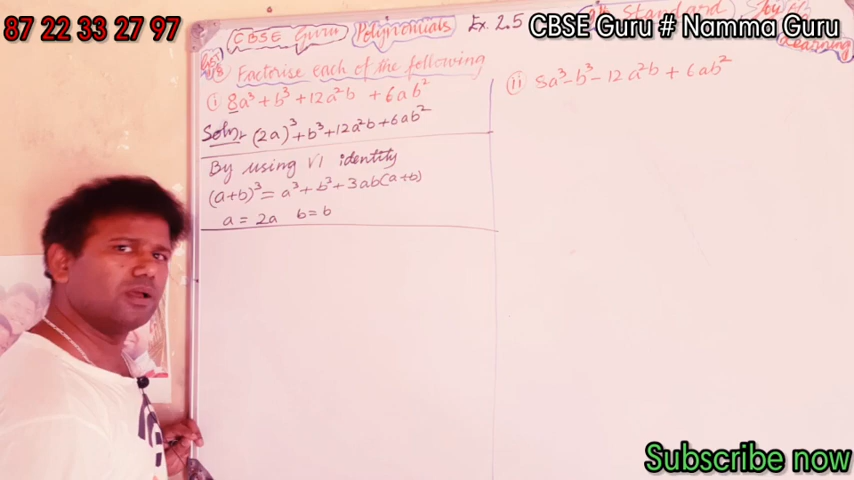 87 22 33 27 97
CBSE Guru # Namma Guru
CBSE Guru Polynomials Ex. 2.5 Standard
Learning
Factorise each of the following
(i) 8a³ + b³ + 12a²b + 6ab²
Soln (2a)³ + b³ + 12a²b + 6ab²
By using VI identity
(a+b)³ = a³ + b³ + 3ab(a+b)
a = 2a b = b
(ii) 8a³ - b³ - 12a²b + 6ab²
Subscribe now